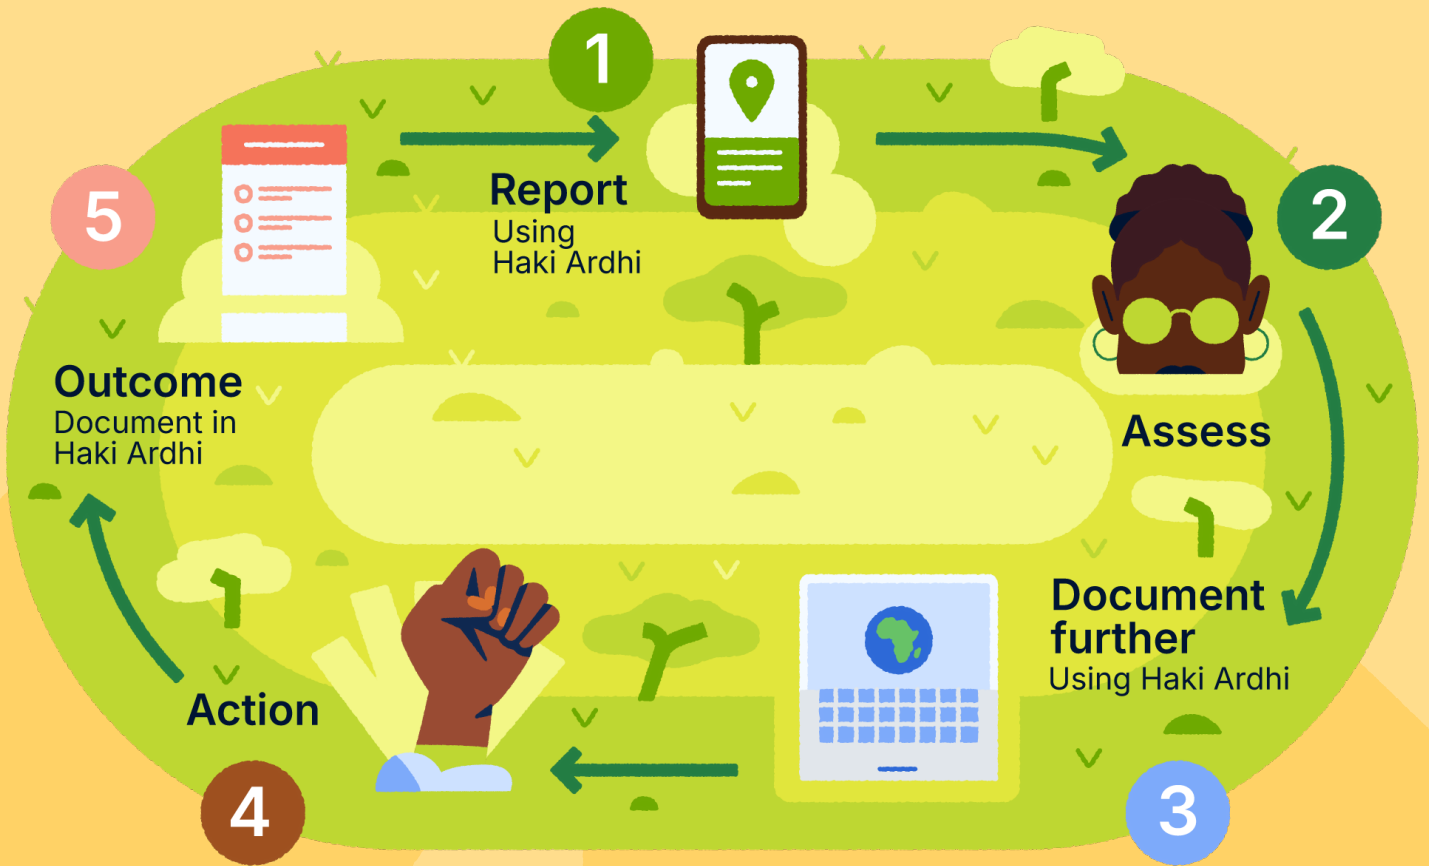 1
Report
Using
Haki Ardhi
2
Assess
3
Document
further
Using Haki Ardhi
4
Action
5
Outcome
Document in
Haki Ardhi